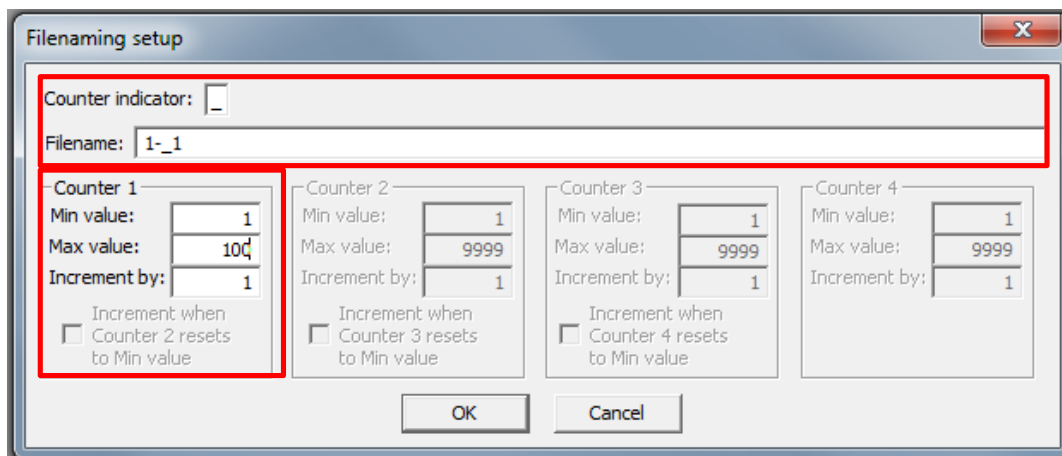 Filenaming setup
Counter indicator: _
Filename: 1-_1
Counter 1
Min value: 1
Max value: 100
Increment by: 1
Increment when
Counter 2 resets
to Min value
Counter 2
Min value: 1
Max value: 9999
Increment by: 1
Increment when
Counter 3 resets
to Min value
Counter 3
Min value: 1
Max value: 9999
Increment by: 1
Increment when
Counter 4 resets
to Min value
Counter 4
Min value: 1
Max value: 9999
Increment by: 1
OK
Cancel